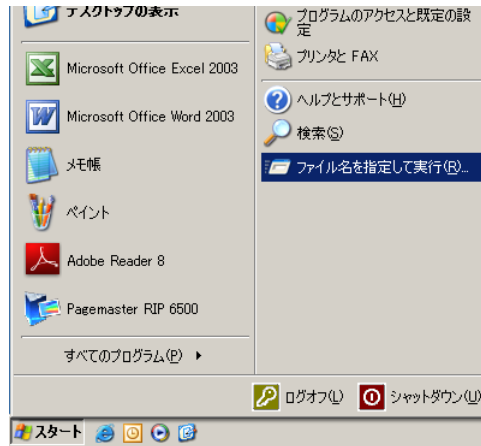 デスクトップの表示
Microsoft Office Excel 2003
Microsoft Office Word 2003
メモ帳
ペイント
Adobe Reader 8
Pagemaster RIP 6500
すべてのプログラム(P)
プログラムのアクセスと既定の設
定
プリンタと FAX
ヘルプとサポート(H)
検索(S)
ファイル名を指定して実行(R)...
ログオフ(L)
シャットダウン(U)
スタート